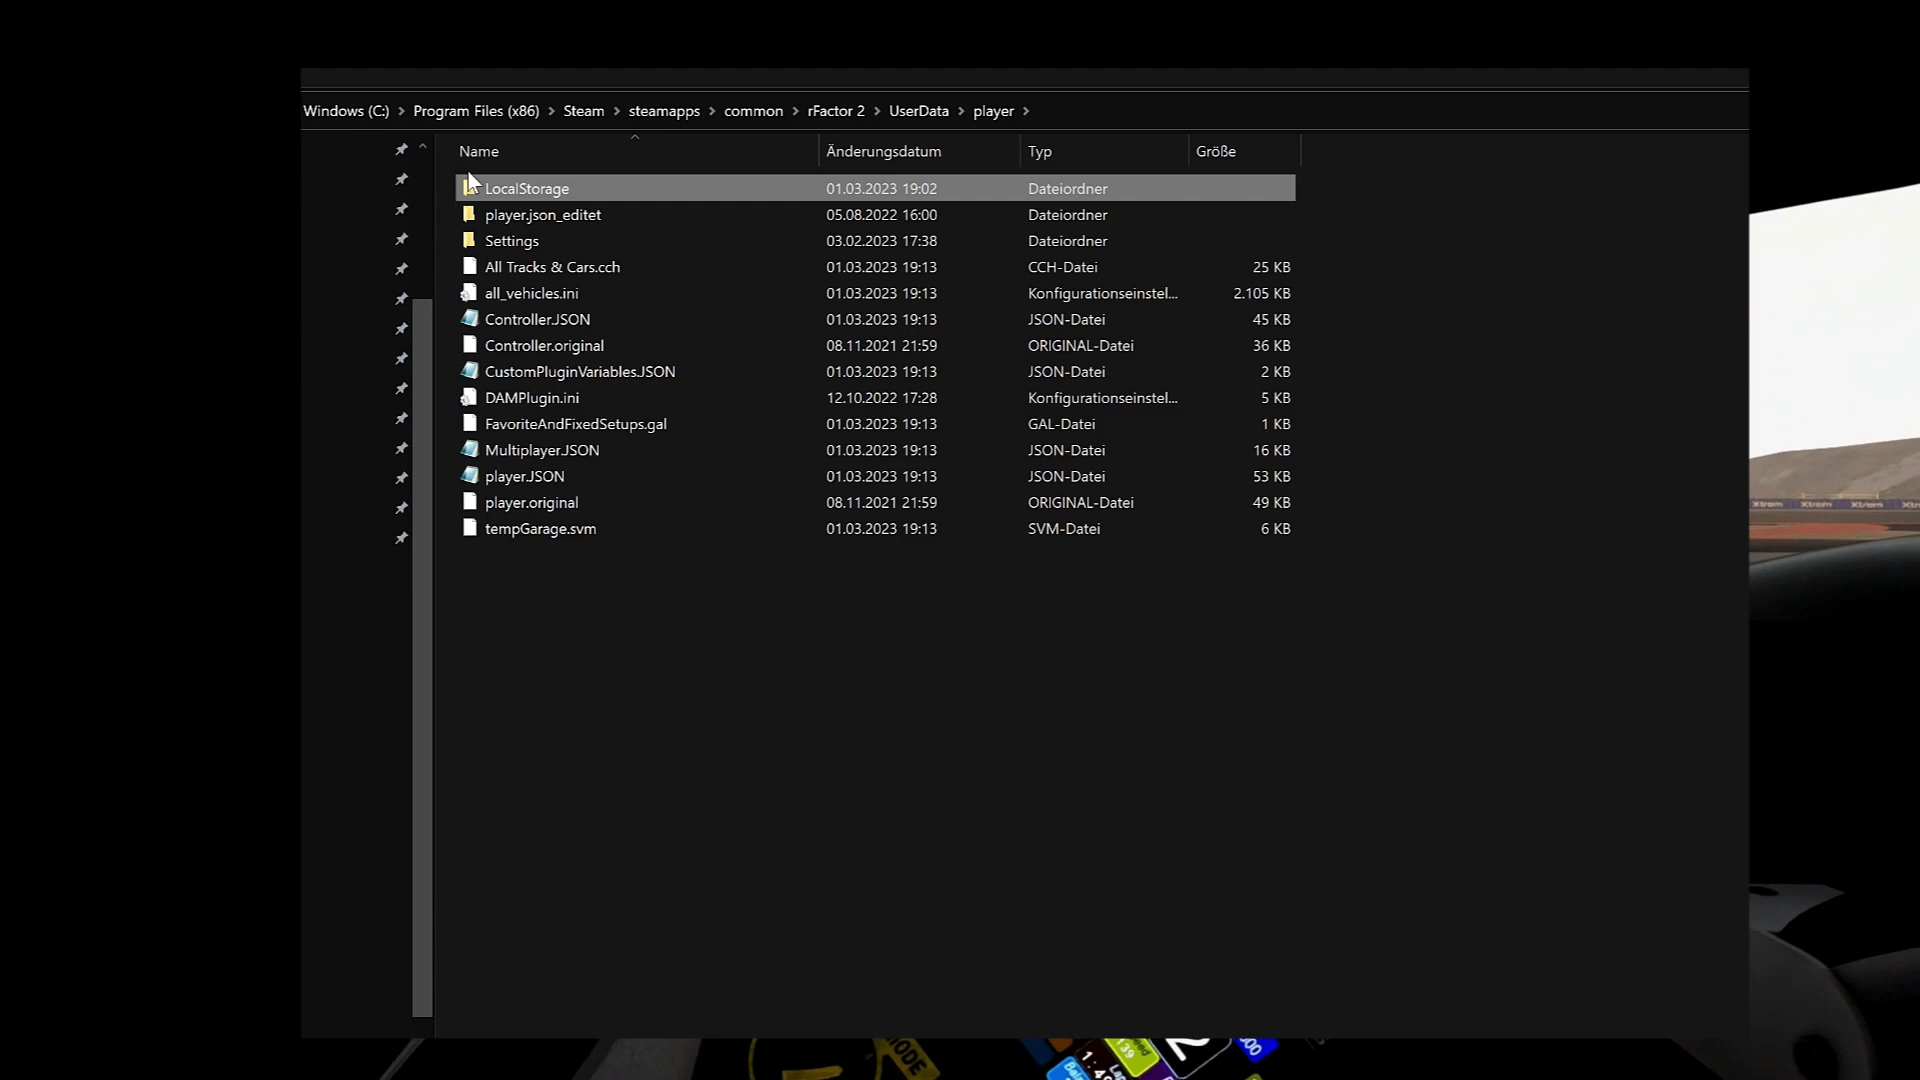 Windows (C:) > Program Files (x86) > Steam > steamapps > common > rFactor 2 > UserData > player >
Name Änderungsdatum Typ Größe
LocalStorage 01.03.2023 19:02 Dateiordner
player.json_editet 05.08.2022 16:00 Dateiordner
Settings 03.02.2023 17:38 Dateiordner
All Tracks & Cars.cch 01.03.2023 19:13 CCH-Datei 25 KB
all_vehicles.ini 01.03.2023 19:13 Konfigurationseinstel... 2.105 KB
Controller.JSON 01.03.2023 19:13 JSON-Datei 45 KB
Controller.original 08.11.2021 21:59 ORIGINAL-Datei 36 KB
CustomPluginVariables.JSON 01.03.2023 19:13 JSON-Datei 2 KB
DAMPlugin.ini 12.10.2022 17:28 Konfigurationseinstel... 5 KB
FavoriteAndFixedSetups.gal 01.03.2023 19:13 GAL-Datei 1 KB
Multiplayer.JSON 01.03.2023 19:13 JSON-Datei 16 KB
player.JSON 01.03.2023 19:13 JSON-Datei 53 KB
player.original 08.11.2021 21:59 ORIGINAL-Datei 49 KB
tempGarage.svm 01.03.2023 19:13 SVM-Datei 6 KB
Xtrem Xtrem Xtrem
MODE
139